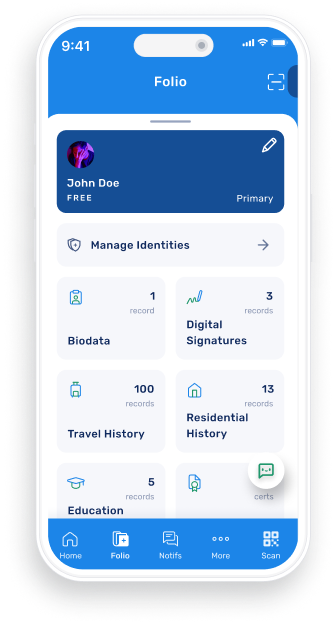 9:41
Folio
John Doe
FREE
Primary
Manage Identities
1
record
Biodata
3
records
Digital
Signatures
100
records
Travel History
13
records
Residential
History
5
records
Education
certs
Home
Folio
Notifs
More
Scan